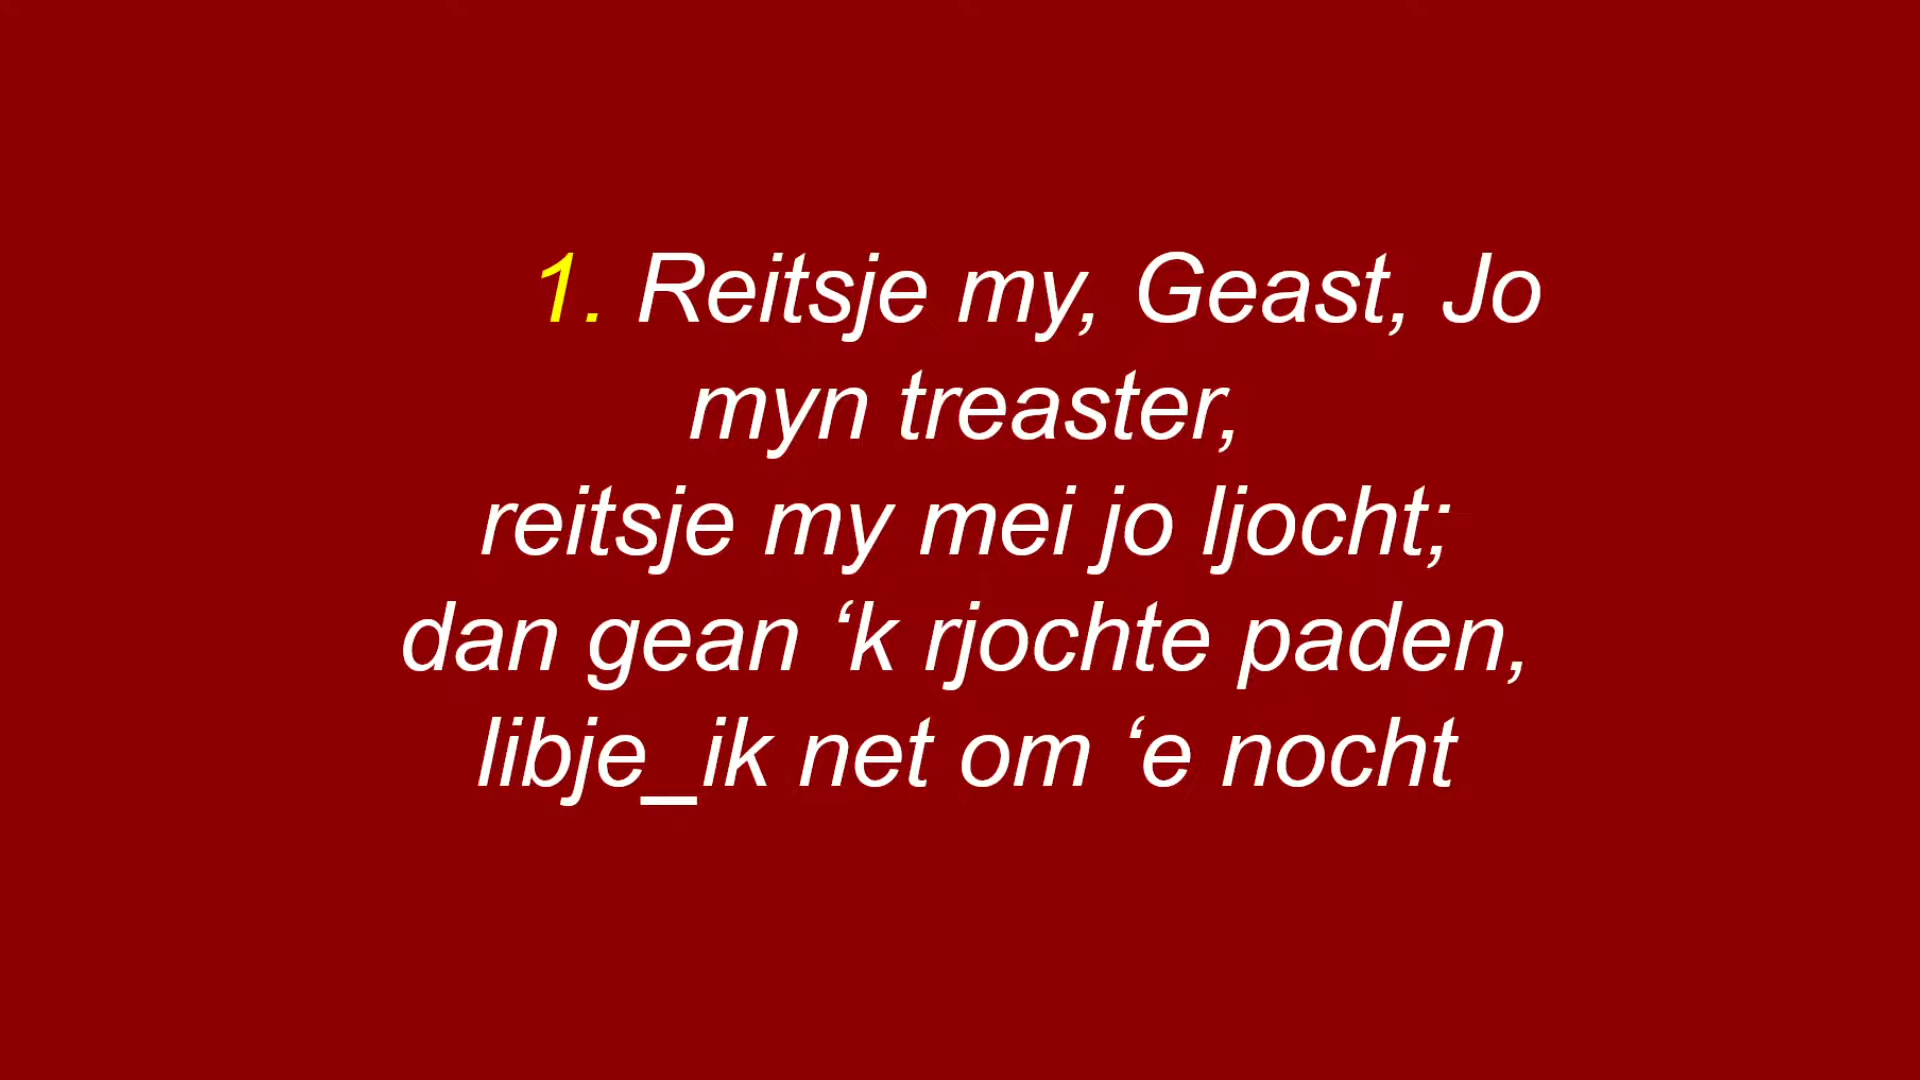 1. Reitsje my, Geast, Jo
myn treaster,
reitsje my mei jo ljocht;
dan gean ‘k rjochte paden,
libje_ik net om ‘e nocht